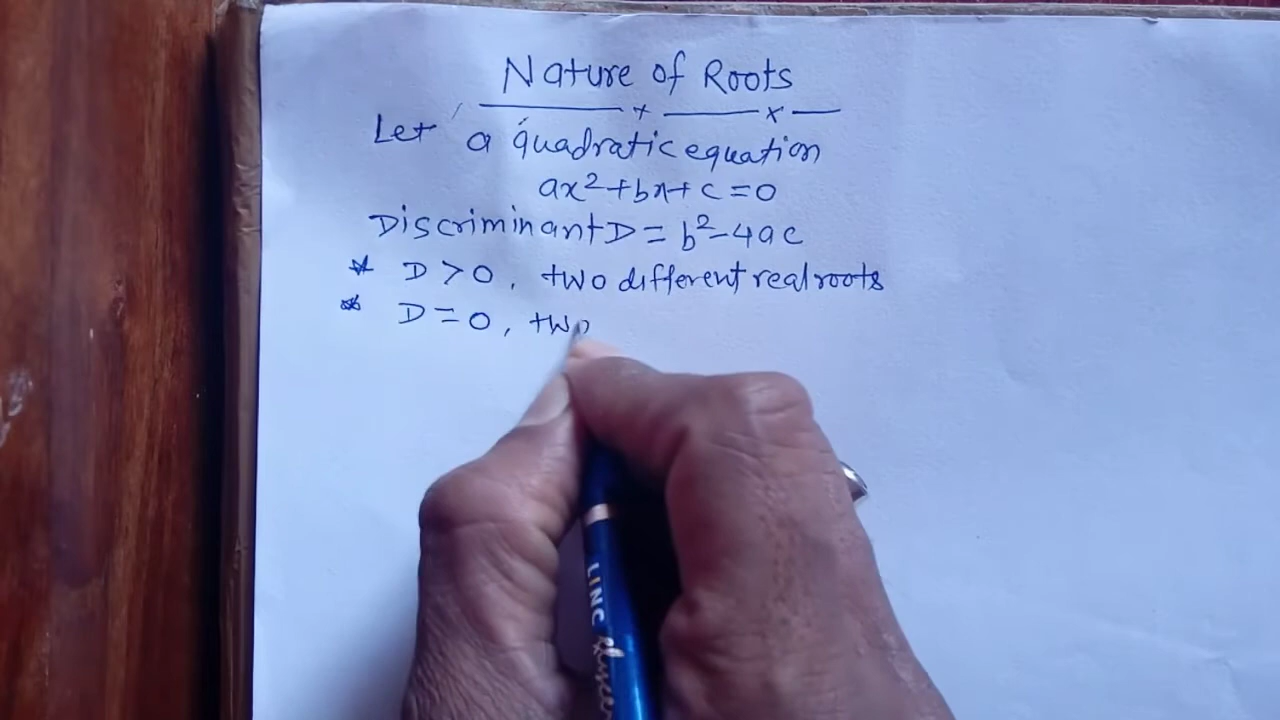 Nature of Roots
Let a quadratic equation
ax²+bx+c=0
Discriminant D = b²-4ac
* D > 0, two different real roots
* D = 0, two
LINC